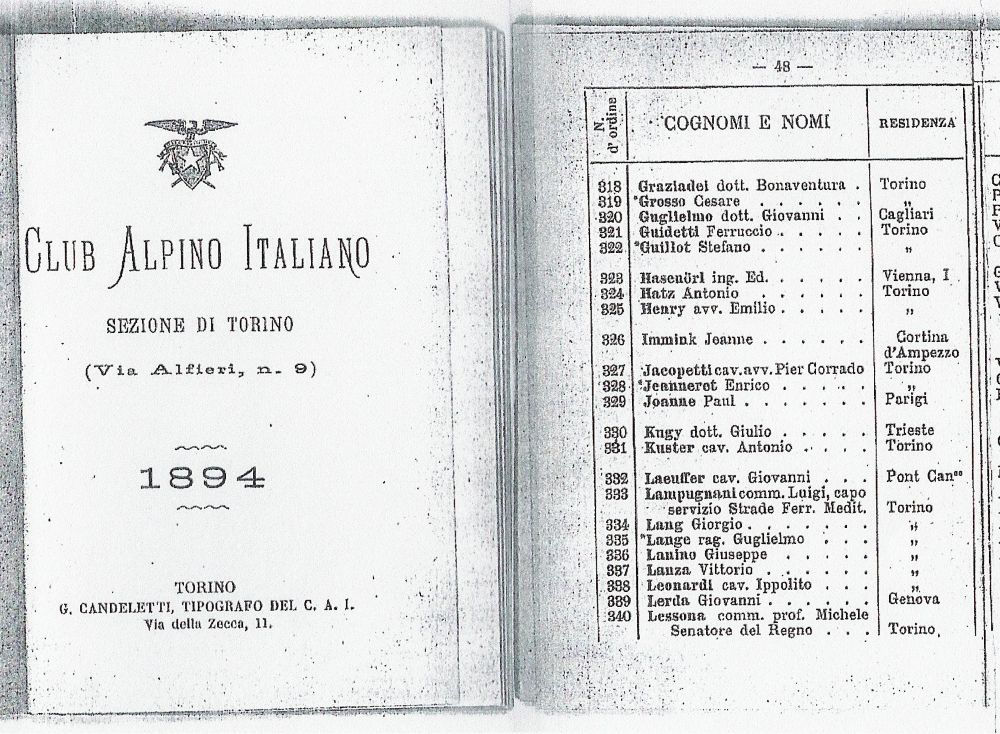 CLUB ALPINO ITALIANO
SEZIONE DI TORINO
(Via Alfieri, n. 9)
1894
TORINO
G. CANDELETTI, TIPOGRAFO DEL C. A. I.
Via della Zecca, 11.
— 48 —
N. d'ordine COGNOMI E NOMI RESIDENZA
318 Graziadei dott. Bonaventura . Torino
319 *Grosso Cesare . . . . . . „
320 Guglielmo dott. Giovanni . . Cagliari
321 Guidetti Ferruccio . . . . . Torino
322 *Guillot Stefano . . . . . . „
323 Hasenörl ing. Ed. . . . . . Vienna, I
324 Hatz Antonio . . . . . . Torino
325 Henry avv. Emilio . . . . . „
326 Immink Jeanne . . . . . . Cortina
d'Ampezzo
327 Jacopetti cav. avv. Pier Corrado Torino
328 *Jeanneret Enrico . . . . . „
329 Joanne Paul . . . . . . . Parigi
330 Kugy dott. Giulio . . . . . Trieste
331 Kuster cav. Antonio . . . . Torino
332 Laeuffer cav. Giovanni . . . Pont Canse
333 Lampugnani comm. Luigi, capo
servizio Strade Ferr. Medit. Torino
334 Lang Giorgio . . . . . . . „
335 *Lange rag. Guglielmo . . . „
336 Lanino Giuseppe . . . . . „
337 Lanza Vittorio . . . . . . „
338 Leonardi cav. Ippolito . . . „
339 Lerda Giovanni . . . . . . Genova
340 Lessona comm. prof. Michele
Senatore del Regno . . . Torino